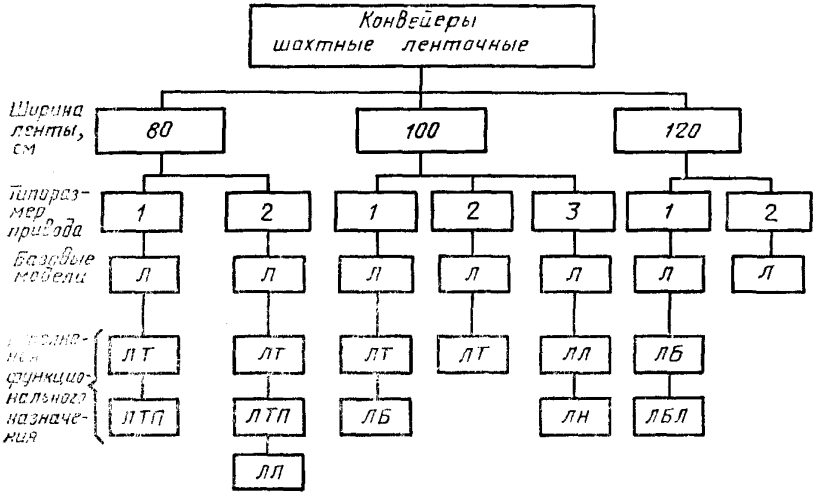 Конвейеры
шахтные ленточные
Ширина
ленты,
см
80
100
120
Типораз-
мер
привода
1
2
1
2
3
1
2
Базовые
модели
Л
Л
Л
Л
Л
Л
Л
функцио-
нального
назначе-
ния
ЛТ
ЛТ
ЛТ
ЛТ
ЛЛ
ЛБ
ЛТП
ЛТП
ЛБ
ЛН
ЛБЛ
ЛЛ